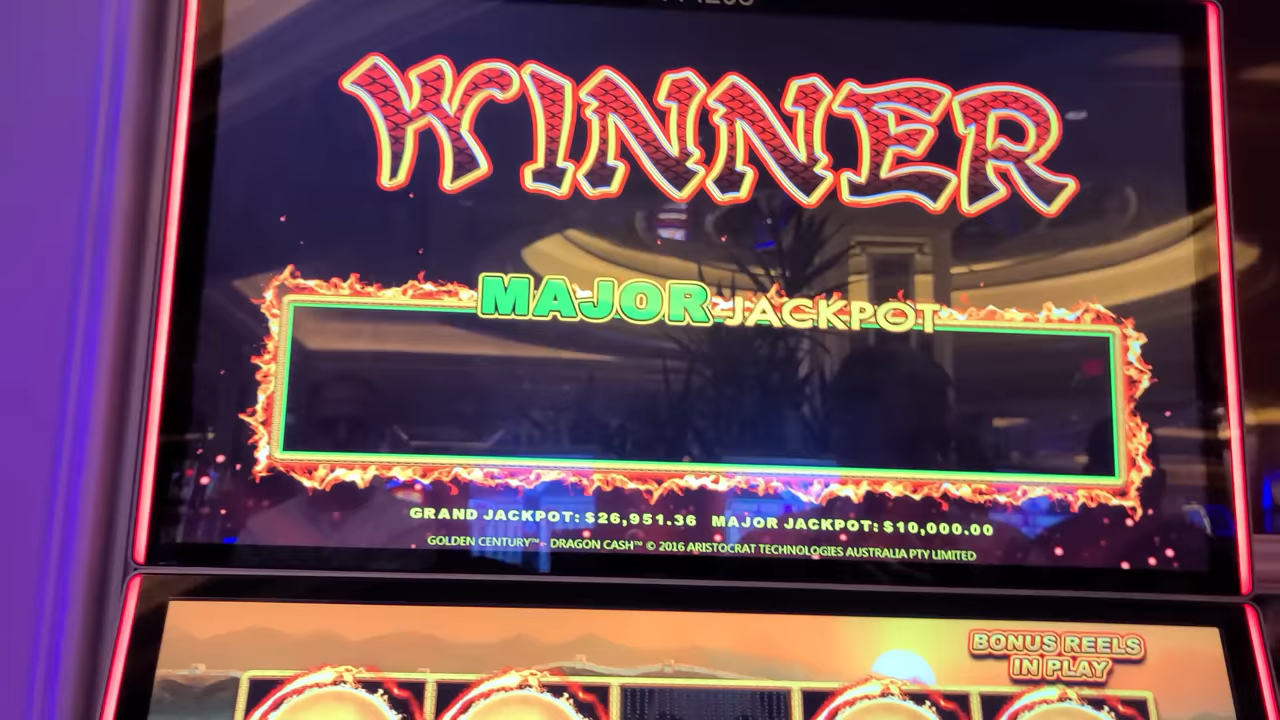 WINNER
MAJOR JACKPOT
GRAND JACKPOT: $26,951.36 MAJOR JACKPOT: $10,000.00
GOLDEN CENTURY™ - DRAGON CASH™ © 2016 ARISTOCRAT TECHNOLOGIES AUSTRALIA PTY LIMITED
BONUS REELS
IN PLAY